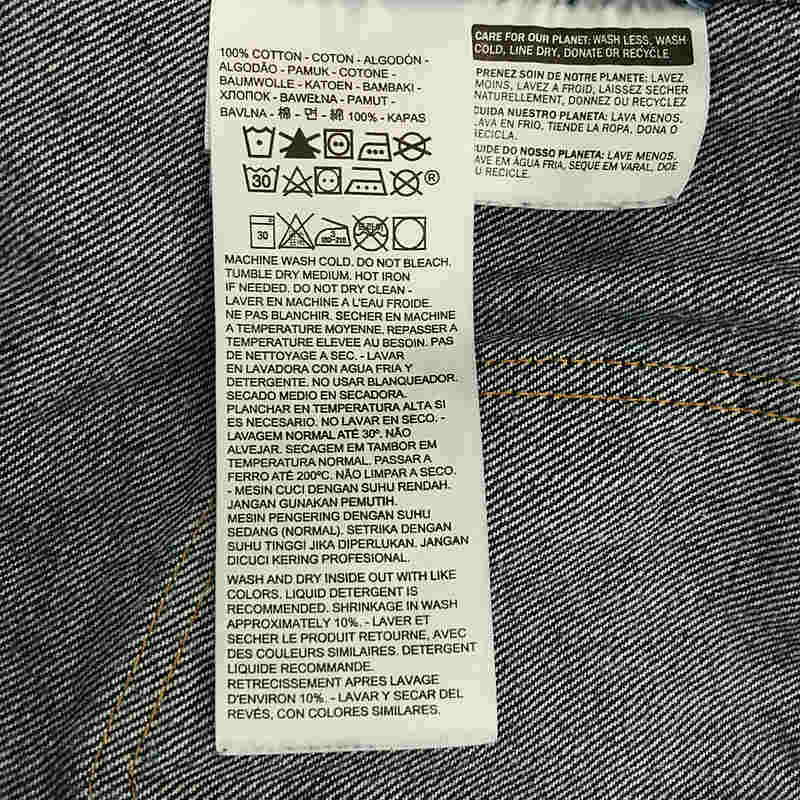 100% COTTON - COTON - ALGODÓN -
ALGODÃO - PAMUK - COTONE -
BAUMWOLLE - KATOEN - BAMBAKI -
ХЛОПОК - BAWEŁNA - PAMUT -
BAVLNA - 棉 - 면 - 綿 100% - KAPAS
30 ®
30
MACHINE WASH COLD. DO NOT BLEACH.
TUMBLE DRY MEDIUM. HOT IRON
IF NEEDED. DO NOT DRY CLEAN -
LAVER EN MACHINE A L'EAU FROIDE.
NE PAS BLANCHIR. SECHER EN MACHINE
A TEMPERATURE MOYENNE. REPASSER A
TEMPERATURE ELEVEE AU BESOIN. PAS
DE NETTOYAGE A SEC. - LAVAR
EN LAVADORA CON AGUA FRIA Y
DETERGENTE. NO USAR BLANQUEADOR.
SECADO MEDIO EN SECADORA.
PLANCHAR EN TEMPERATURA ALTA SI
ES NECESARIO. NO LAVAR EN SECO. -
LAVAGEM NORMAL ATÉ 30º. NÃO
ALVEJAR. SECAGEM EM TAMBOR EM
TEMPERATURA NORMAL. PASSAR A
FERRO ATÉ 200ºC. NÃO LIMPAR A SECO.
- MESIN CUCI DENGAN SUHU RENDAH.
JANGAN GUNAKAN PEMUTIH.
MESIN PENGERING DENGAN SUHU
SEDANG (NORMAL). SETRIKA DENGAN
SUHU TINGGI JIKA DIPERLUKAN. JANGAN
DICUCI KERING PROFESIONAL.
WASH AND DRY INSIDE OUT WITH LIKE
COLORS. LIQUID DETERGENT IS
RECOMMENDED. SHRINKAGE IN WASH
APPROXIMATELY 10%. - LAVER ET
SECHER LE PRODUIT RETOURNE, AVEC
DES COULEURS SIMILAIRES. DETERGENT
LIQUIDE RECOMMANDE.
RETRECISSEMENT APRES LAVAGE
D'ENVIRON 10%. - LAVAR Y SECAR DEL
REVÉS, CON COLORES SIMILARES.
CARE FOR OUR PLANET: WASH LESS, WASH
COLD, LINE DRY, DONATE OR RECYCLE.
PRENEZ SOIN DE NOTRE PLANETE: LAVEZ
MOINS, LAVEZ A FROID, LAISSEZ SECHER
NATURELLEMENT, DONNEZ OU RECYCLEZ
CUIDA NUESTRO PLANETA: LAVA MENOS,
LAVA EN FRIO, TIENDE LA ROPA, DONA O
RECICLA.
CUIDE DO NOSSO PLANETA: LAVE MENOS.
LAVE EM ÁGUA FRIA, SEQUE EM VARAL, DOE
OU RECICLE.